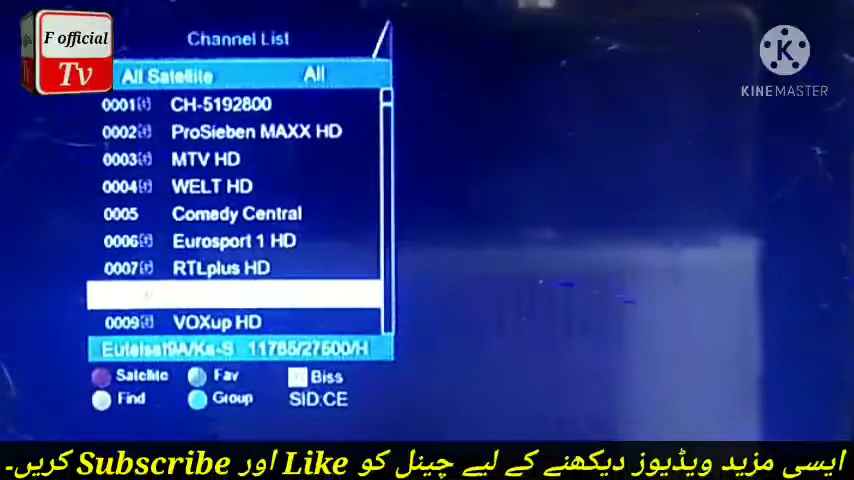 F official
Tv
Channel List
KINEMASTER
All Satellite All
0001 CH-5192800
0002 ProSieben MAXX HD
0003 MTV HD
0004 WELT HD
0005 Comedy Central
0006 Eurosport 1 HD
0007 RTLplus HD
0009 VOXup HD
Eutelsat9A/Ka-S 11785/27500/H
Satellite Fav Biss
Find Group SID:CE
ایسی مزید ویڈیوز دیکھنے کے لیے چینل کو Like اور Subscribe کریں۔